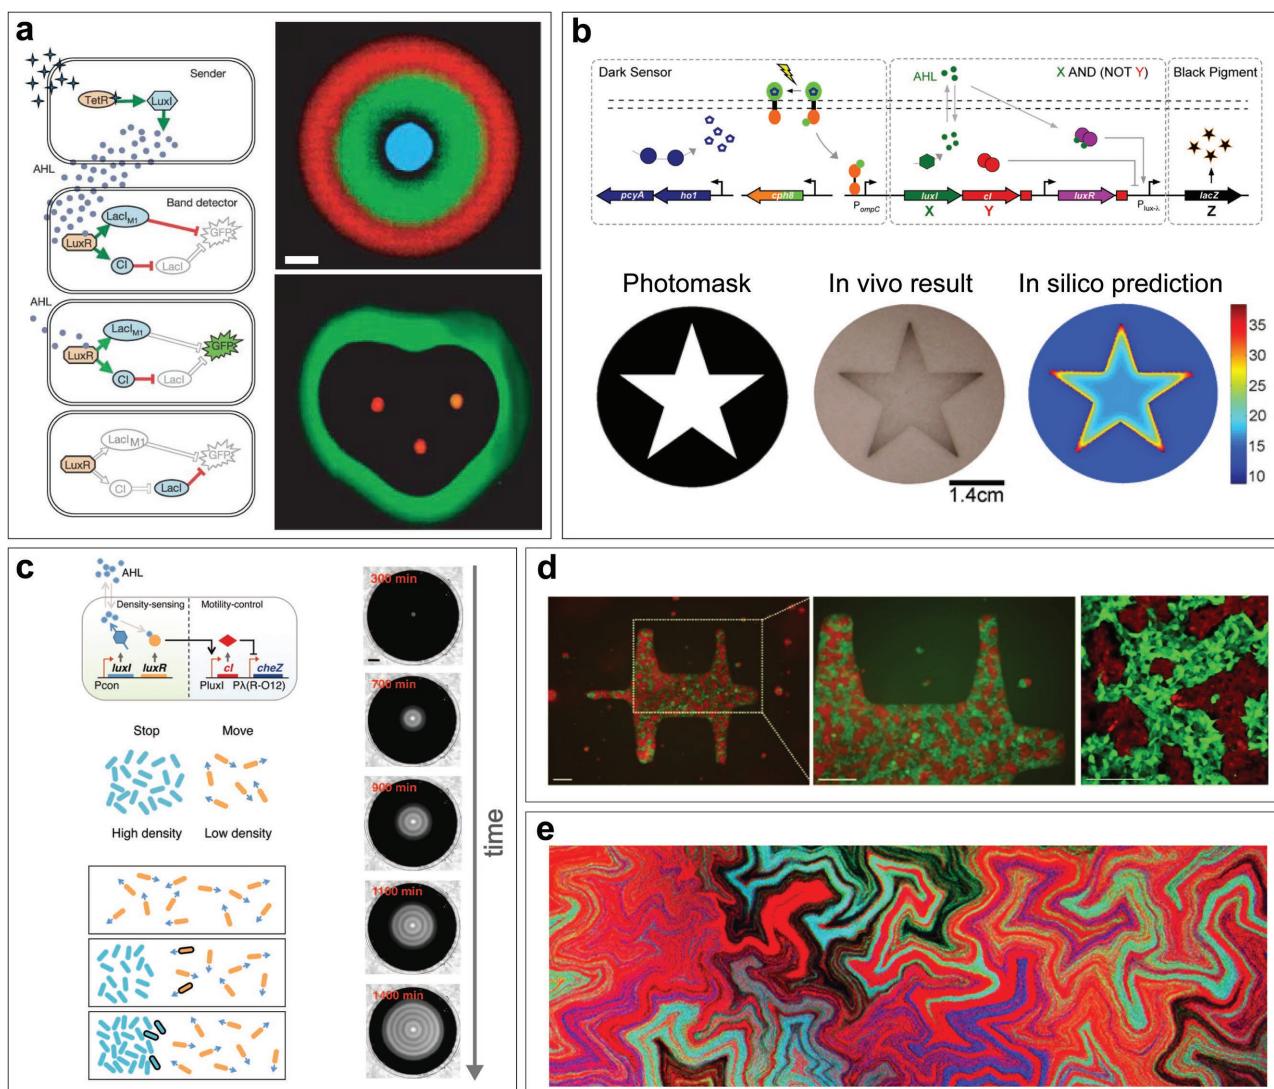 a
Sender
TetR
LuxI
AHL
LacI M1
Band detector
GFP
LuxR
CI
LacI
AHL
LacI M1
LuxR
GFP
CI
LacI
LacI M1
LuxR
GFP
CI
LacI
b
Dark Sensor
AHL
X AND (NOT Y)
Black Pigment
pcyA
ho1
cph8
PompC
luxI
cI
luxR
Plux-λ
lacZ
X
Y
Z
Photomask
In vivo result
In silico prediction
35
30
25
20
15
10
1.4cm
c
AHL
Density-sensing
Motility-control
luxI
luxR
cI
cheZ
Pcon
PluxI
Pλ(R-O12)
Stop
Move
High density
Low density
300 min
700 min
900 min
1100 min
1400 min
time
d
e